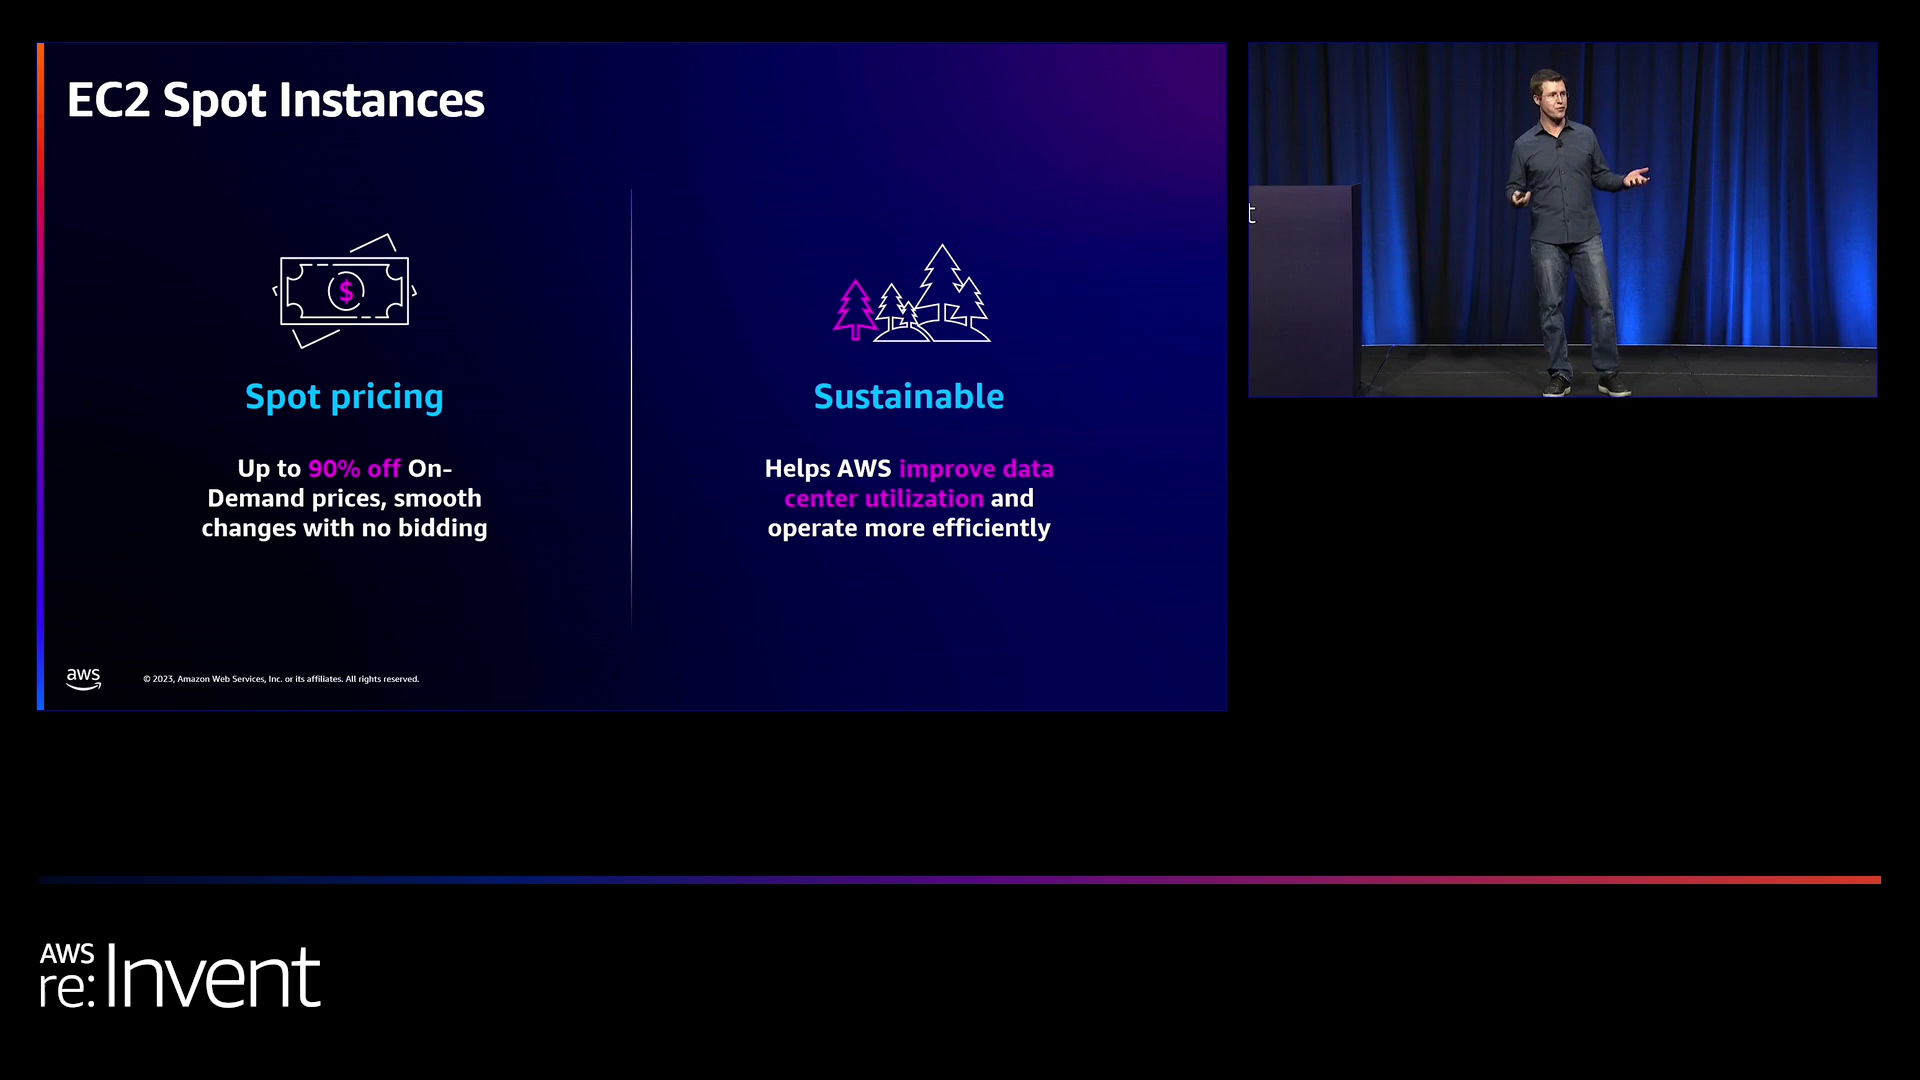 EC2 Spot Instances
$
Spot pricing
Up to 90% off On-
Demand prices, smooth
changes with no bidding
Sustainable
Helps AWS improve data
center utilization and
operate more efficiently
aws
© 2023, Amazon Web Services, Inc. or its affiliates. All rights reserved.
t
AWS
re:Invent